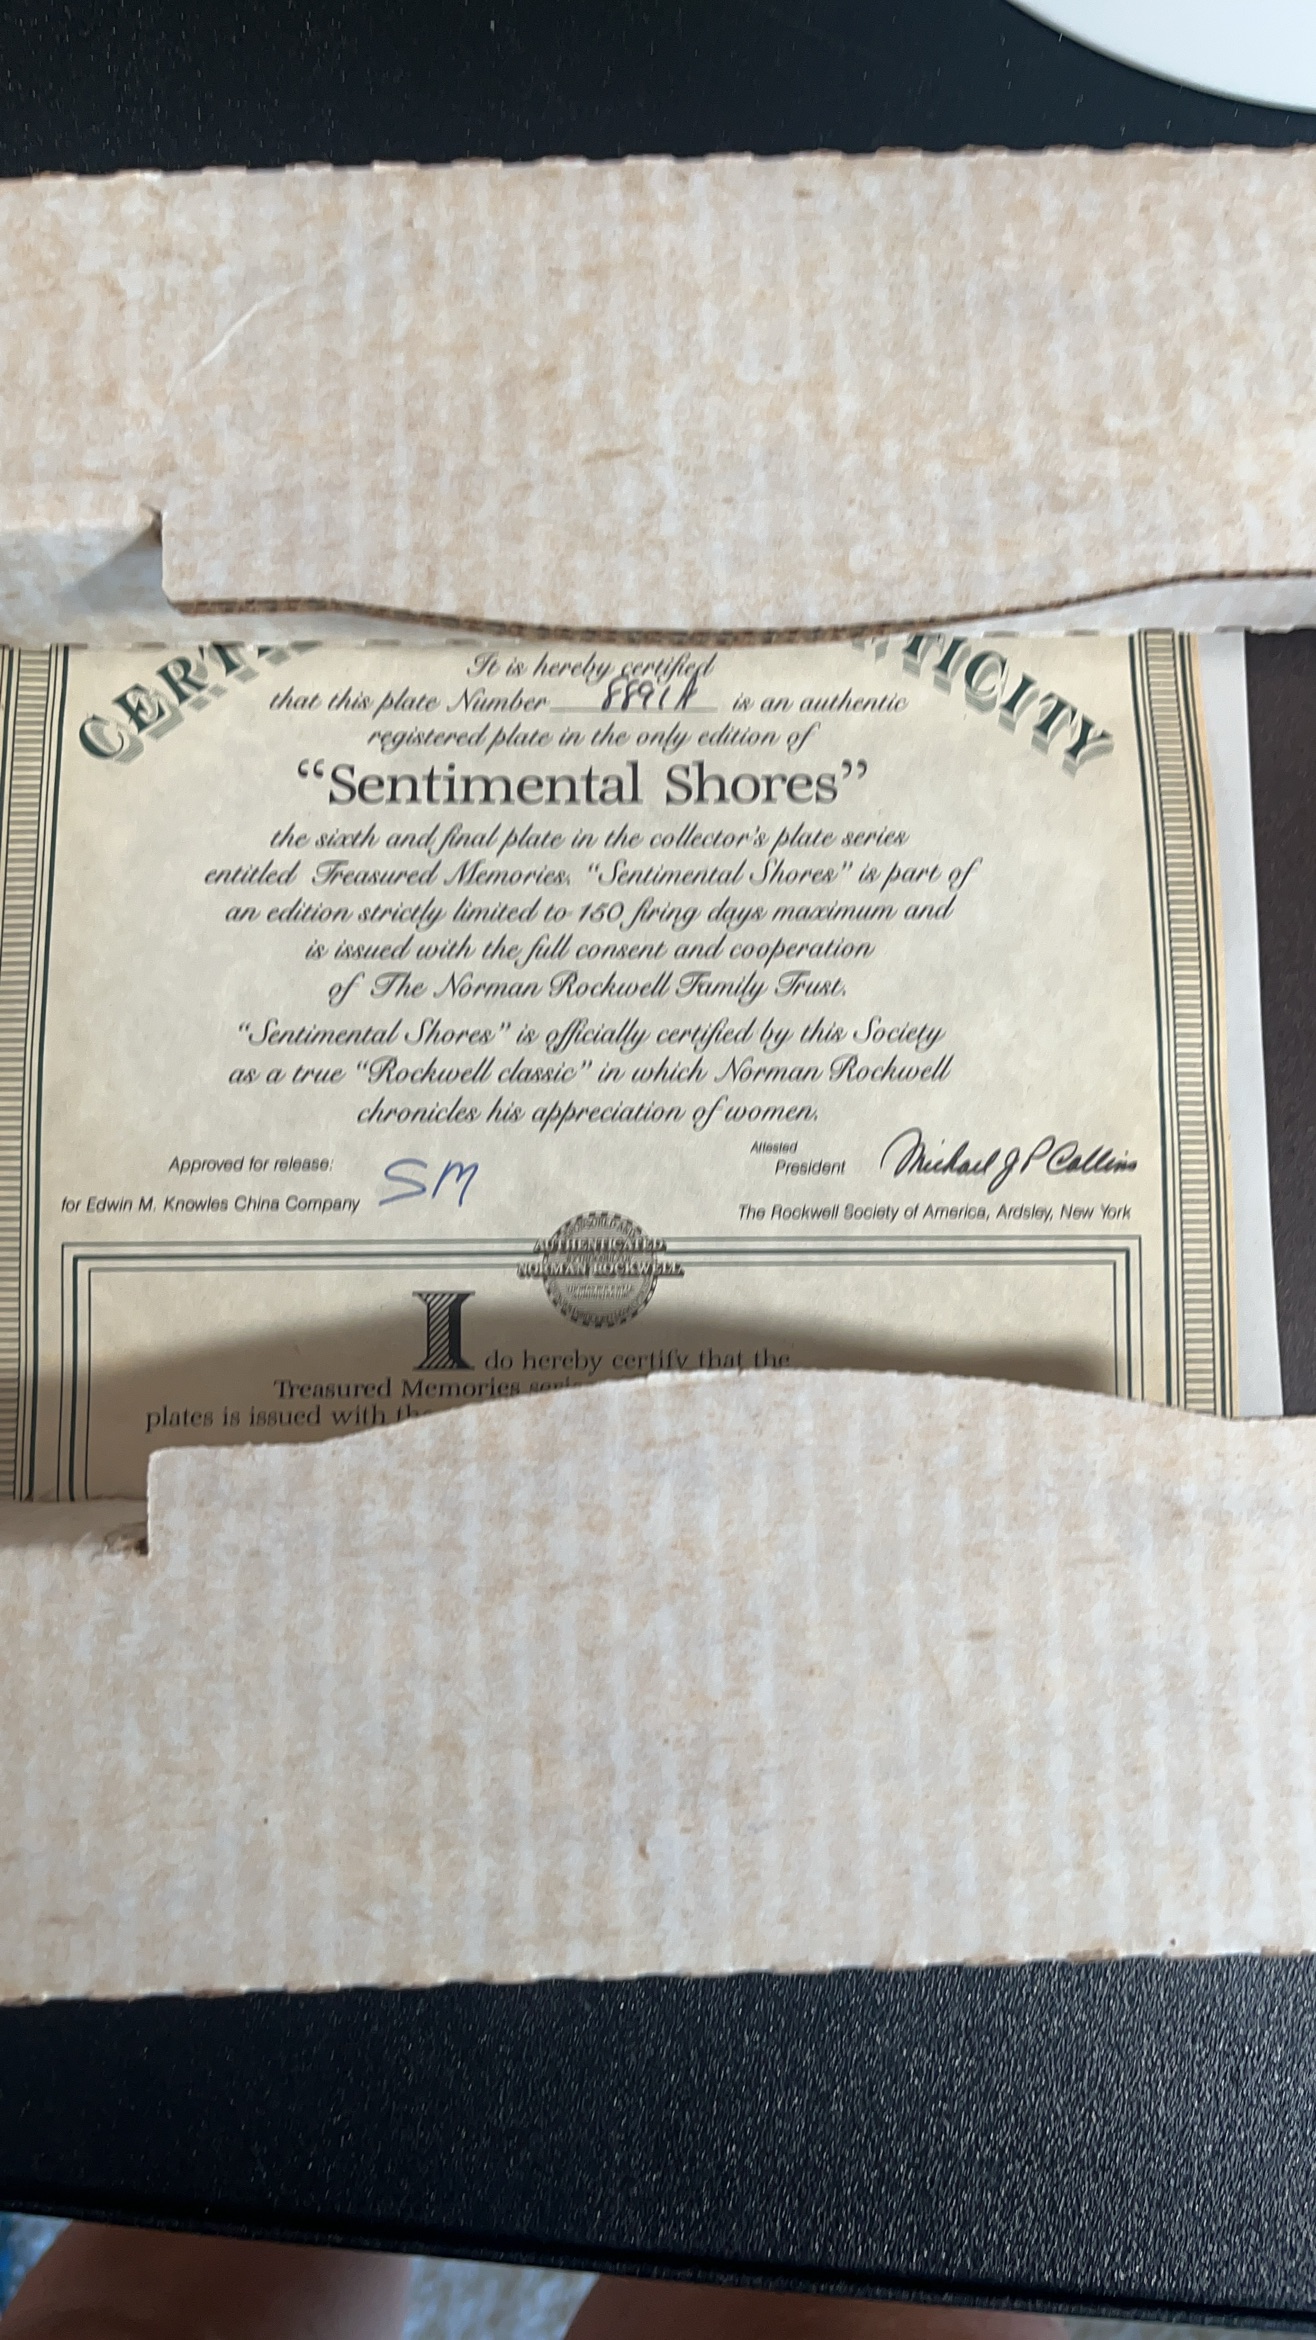 CERT TICITY
It is hereby certified
that this plate Number 8891A is an authentic
registered plate in the only edition of
“Sentimental Shores”
the sixth and final plate in the collector's plate series
entitled Treasured Memories. “Sentimental Shores” is part of
an edition strictly limited to 150 firing days maximum and
is issued with the full consent and cooperation
of The Norman Rockwell Family Trust.
“Sentimental Shores” is officially certified by this Society
as a true “Rockwell classic” in which Norman Rockwell
chronicles his appreciation of women.
Approved for release: SM
for Edwin M. Knowles China Company
Attested
President Michael J P Collins
The Rockwell Society of America, Ardsley, New York
AUTHENTICATED
NORMAN ROCKWELL
I do hereby certify that the
Treasured Memories
plates is issued with